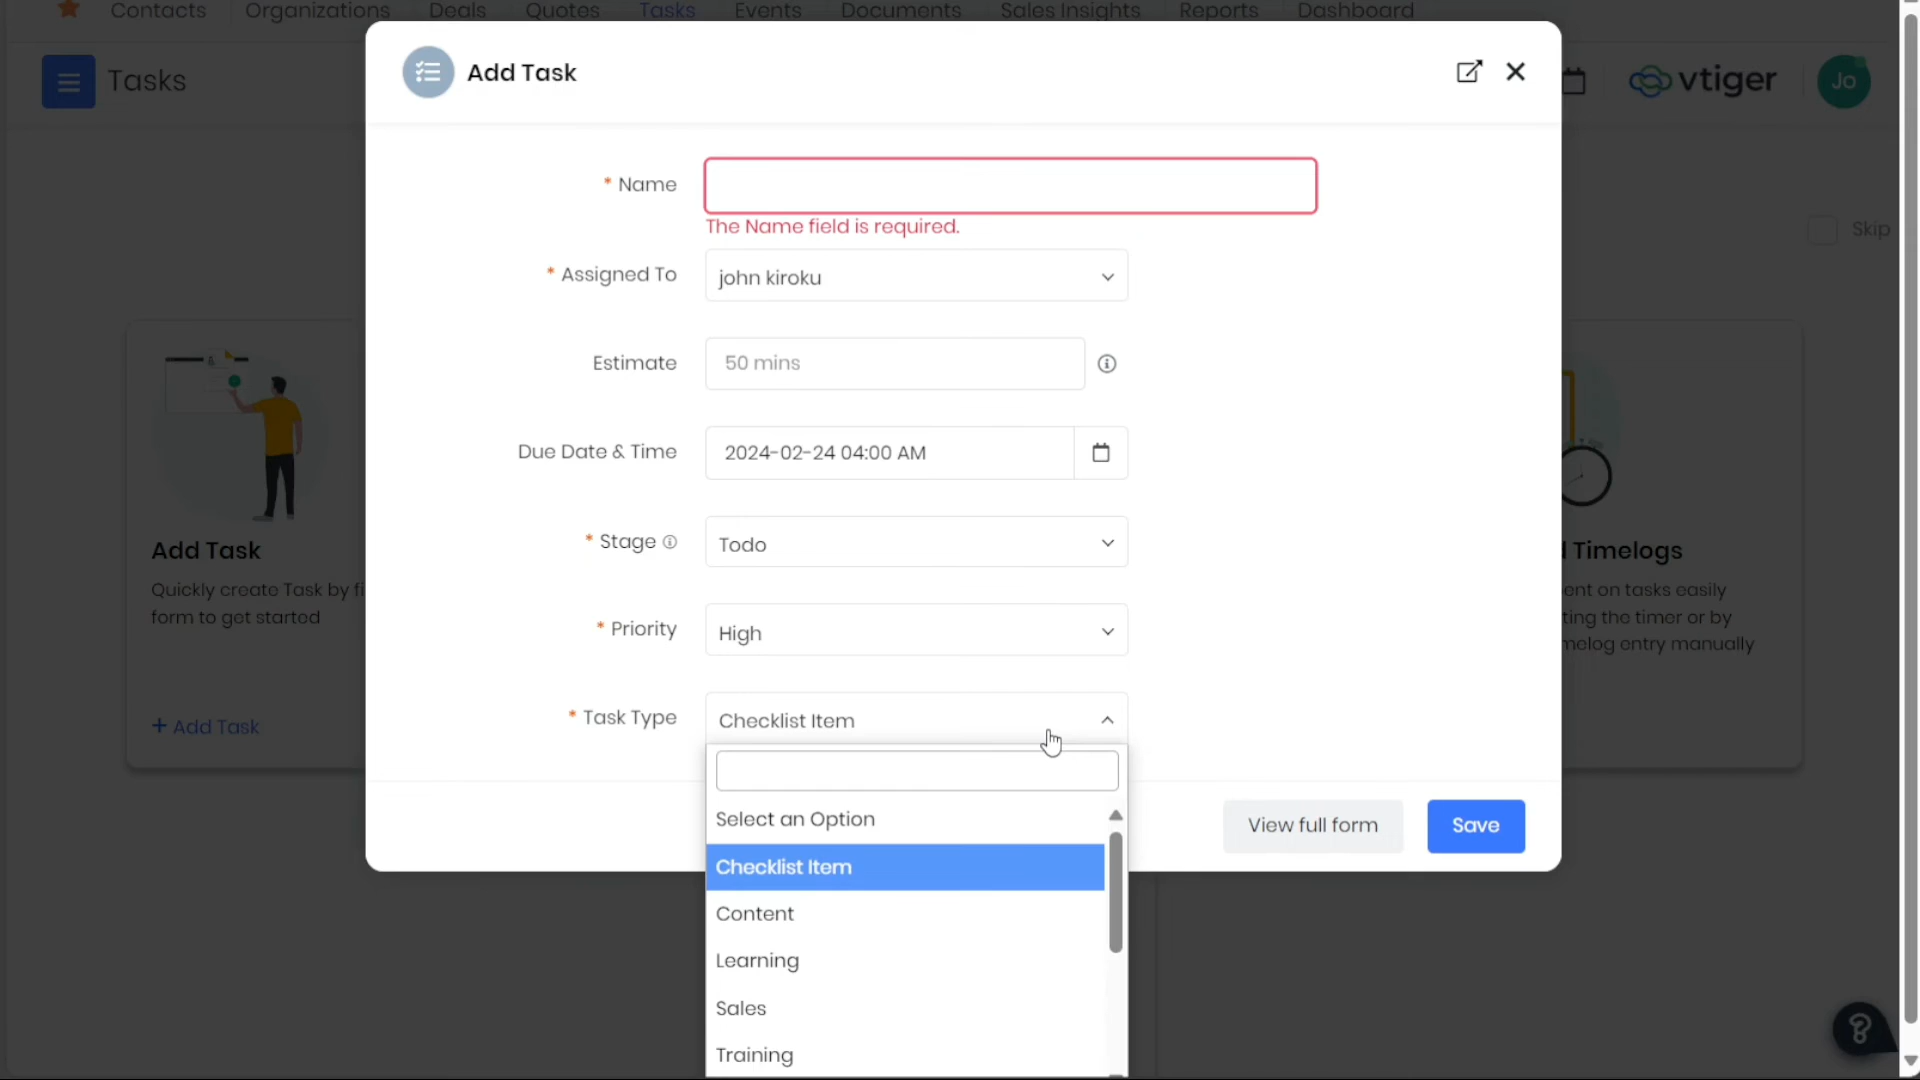 Contacts Organizations Deals Quotes Tasks Events Documents Sales Insights Reports Dashboard
Tasks
Add Task
vtiger
Jo
* Name
The Name field is required.
Skip
* Assigned To
john kiroku
Estimate
50 mins
Due Date & Time
2024-02-24 04:00 AM
* Stage
Todo
Add Task
Quickly create Task by fi
form to get started
+ Add Task
Timelogs
ent on tasks easily
ting the timer or by
melog entry manually
* Priority
High
* Task Type
Checklist Item
Select an Option
Checklist Item
Content
Learning
Sales
Training
View full form
Save
?